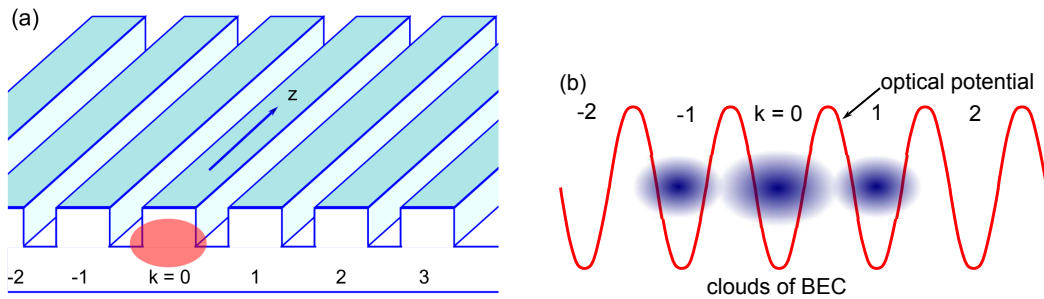 (a)
z
-2 -1 k = 0 1 2 3
(b)
optical potential
-2 -1 k = 0 1 2
clouds of BEC